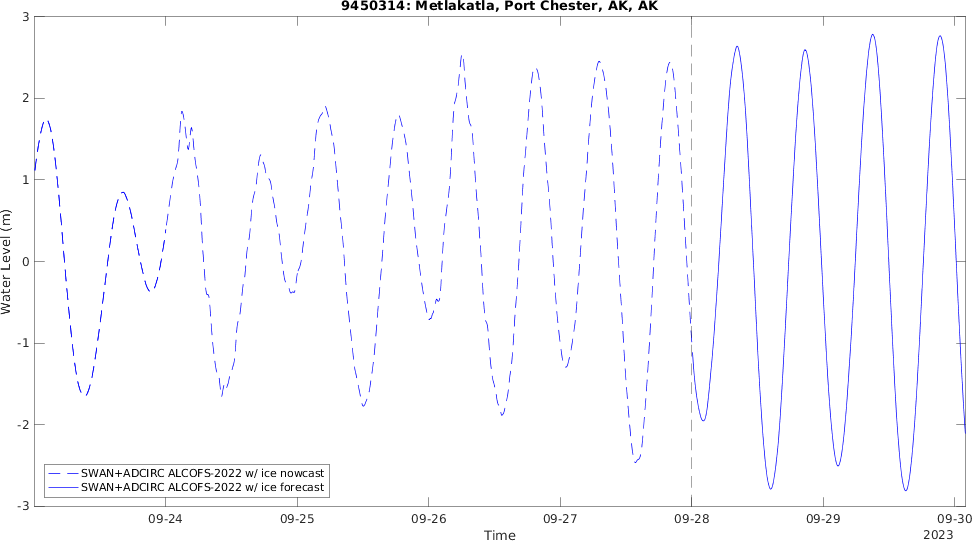 9450314: Metlakatla, Port Chester, AK, AK
3
2
1
0
-1
-2
-3
Water Level (m)
SWAN+ADCIRC ALCOFS-2022 w/ ice nowcast
SWAN+ADCIRC ALCOFS-2022 w/ ice forecast
09-24 09-25 09-26 09-27 09-28 09-29 09-30
Time 2023